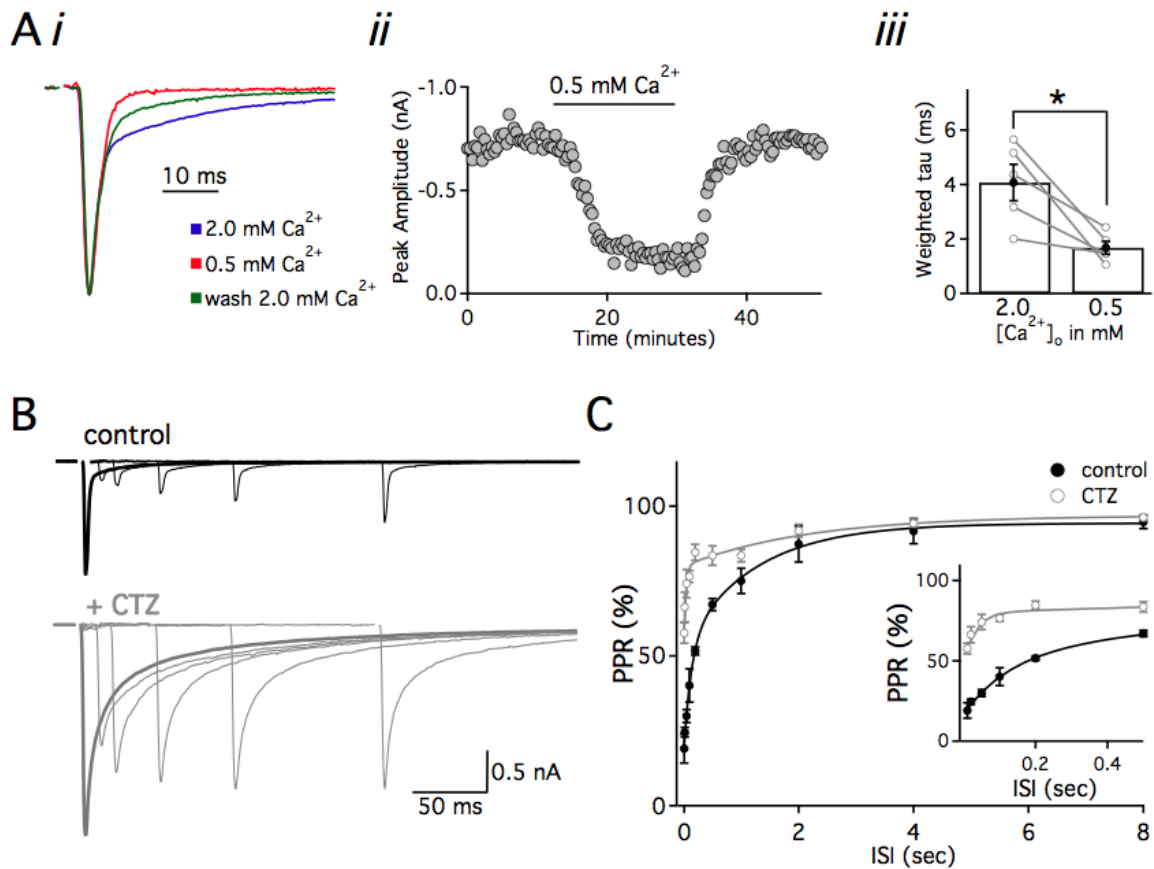 A i
ii
iii
10 ms
2.0 mM Ca²⁺
0.5 mM Ca²⁺
wash 2.0 mM Ca²⁺
0.5 mM Ca²⁺
Peak Amplitude (nA)
-1.0
-0.5
0.0
0
20
40
Time (minutes)
*
Weighted tau (ms)
6
4
2
0
2.0
0.5
[Ca²⁺]ₒ in mM
B
control
+ CTZ
0.5 nA
50 ms
C
control
CTZ
PPR (%)
100
50
0
0
2
4
6
8
ISI (sec)
PPR (%)
100
50
0
0.2
0.4
ISI (sec)